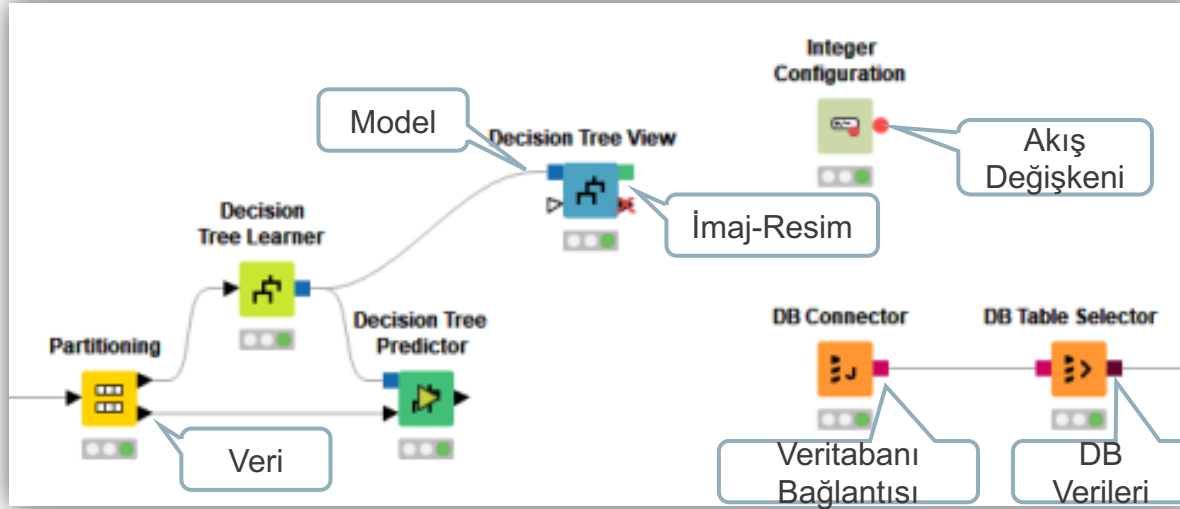 Integer
Configuration
Model
Decision Tree View
Akış
Değişkeni
Decision
Tree Learner
İmaj-Resim
Decision Tree
Predictor
DB Connector
DB Table Selector
Partitioning
Veri
Veritabanı
Bağlantısı
DB
Verileri